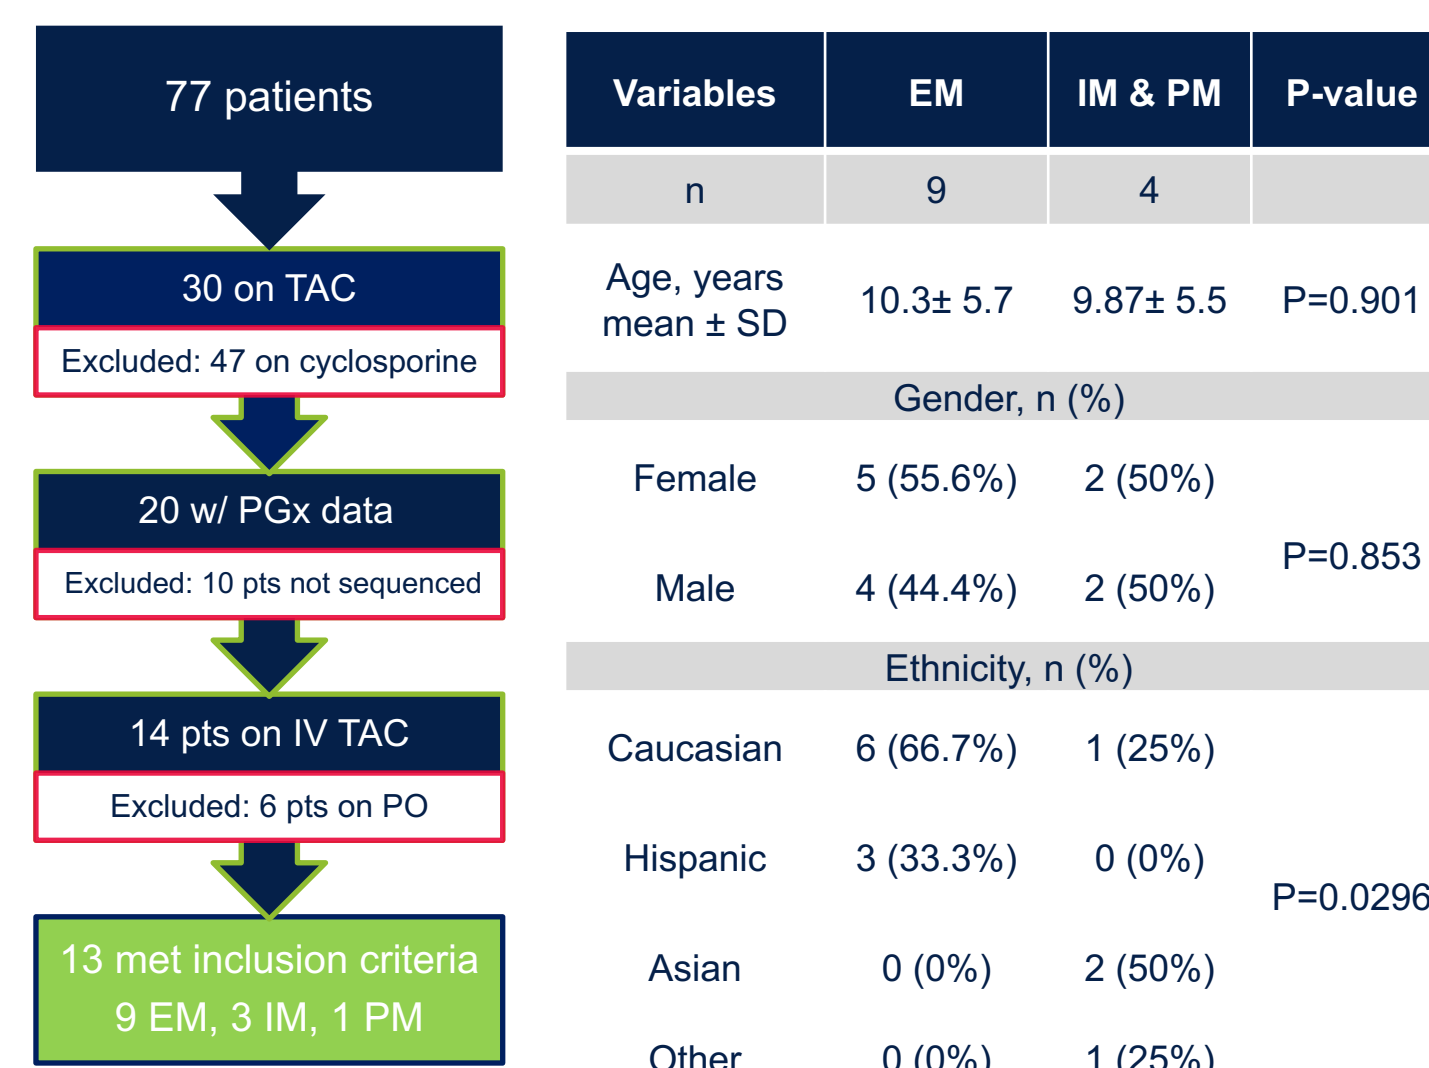 77 patients
30 on TAC
Excluded: 47 on cyclosporine
20 w/ PGx data
Excluded: 10 pts not sequenced
14 pts on IV TAC
Excluded: 6 pts on PO
13 met inclusion criteria
9 EM, 3 IM, 1 PM
Variables EM IM & PM P-value
n 9 4
Age, years
mean ± SD 10.3± 5.7 9.87± 5.5 P=0.901
Gender, n (%)
Female 5 (55.6%) 2 (50%)
P=0.853
Male 4 (44.4%) 2 (50%)
Ethnicity, n (%)
Caucasian 6 (66.7%) 1 (25%)
Hispanic 3 (33.3%) 0 (0%)
P=0.0296
Asian 0 (0%) 2 (50%)
Other 0 (0%) 1 (25%)